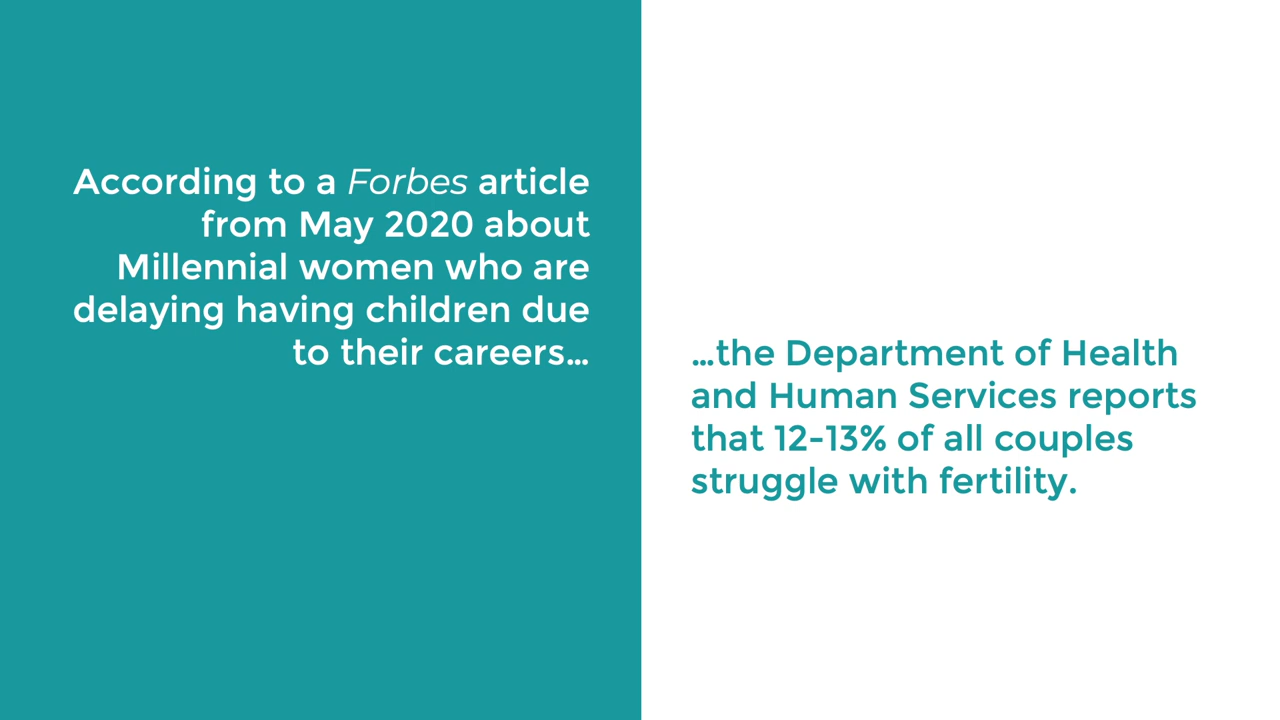 According to a Forbes article
from May 2020 about
Millennial women who are
delaying having children due
to their careers…
…the Department of Health
and Human Services reports
that 12-13% of all couples
struggle with fertility.